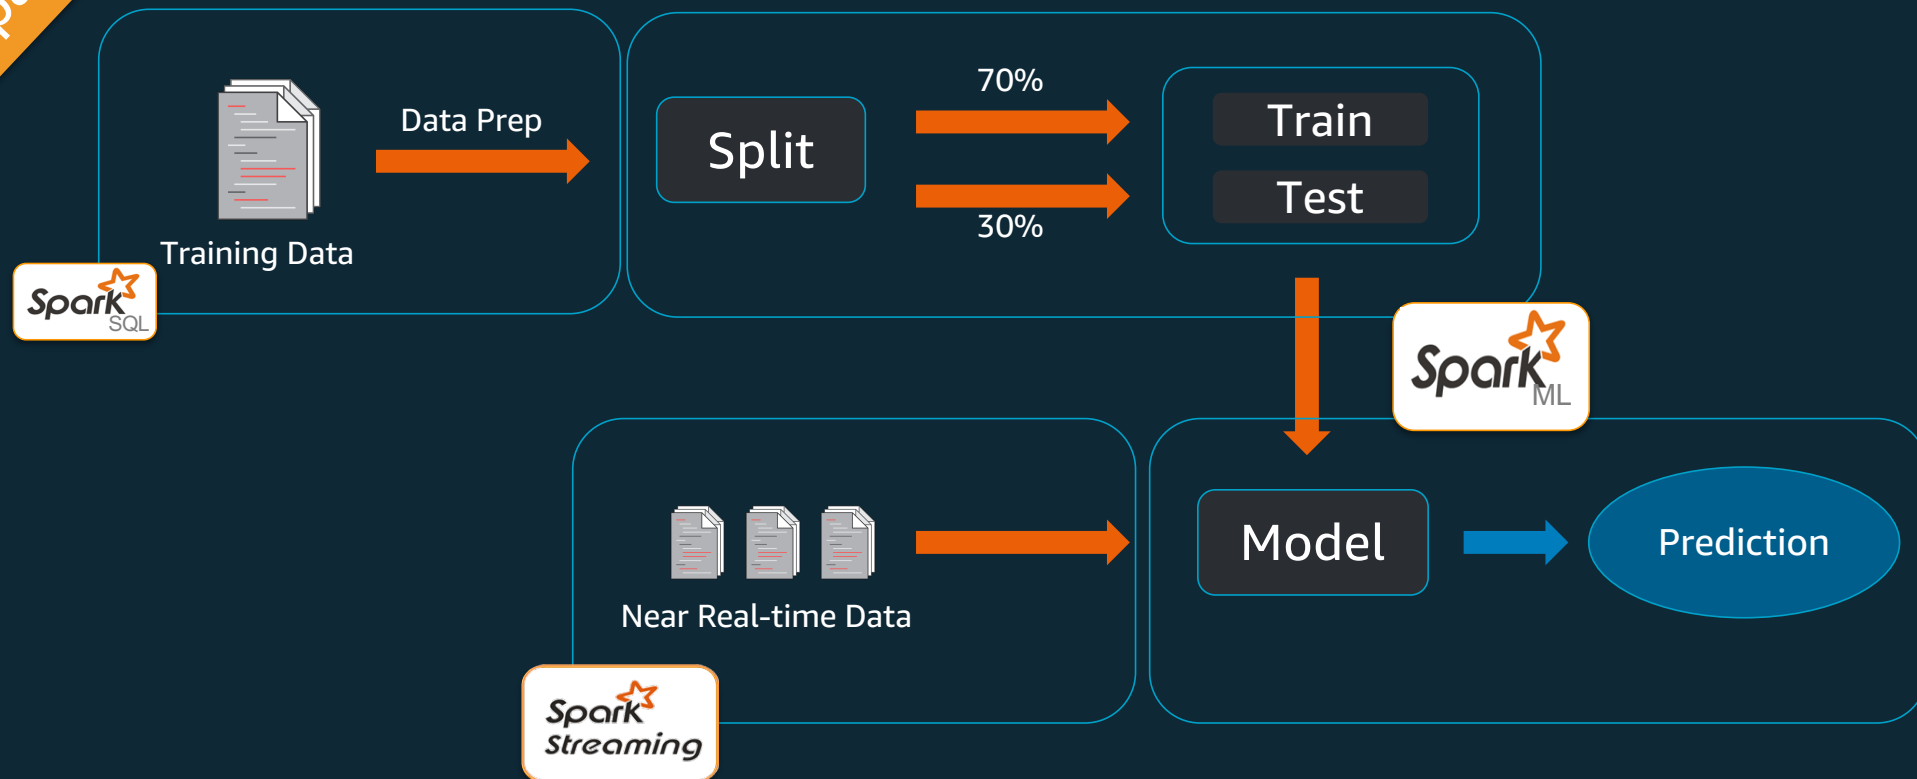 Data Prep
Training Data
Spark
SQL
Split
70%
30%
Train
Test
Spark
ML
Near Real-time Data
Spark
Streaming
Model
Prediction